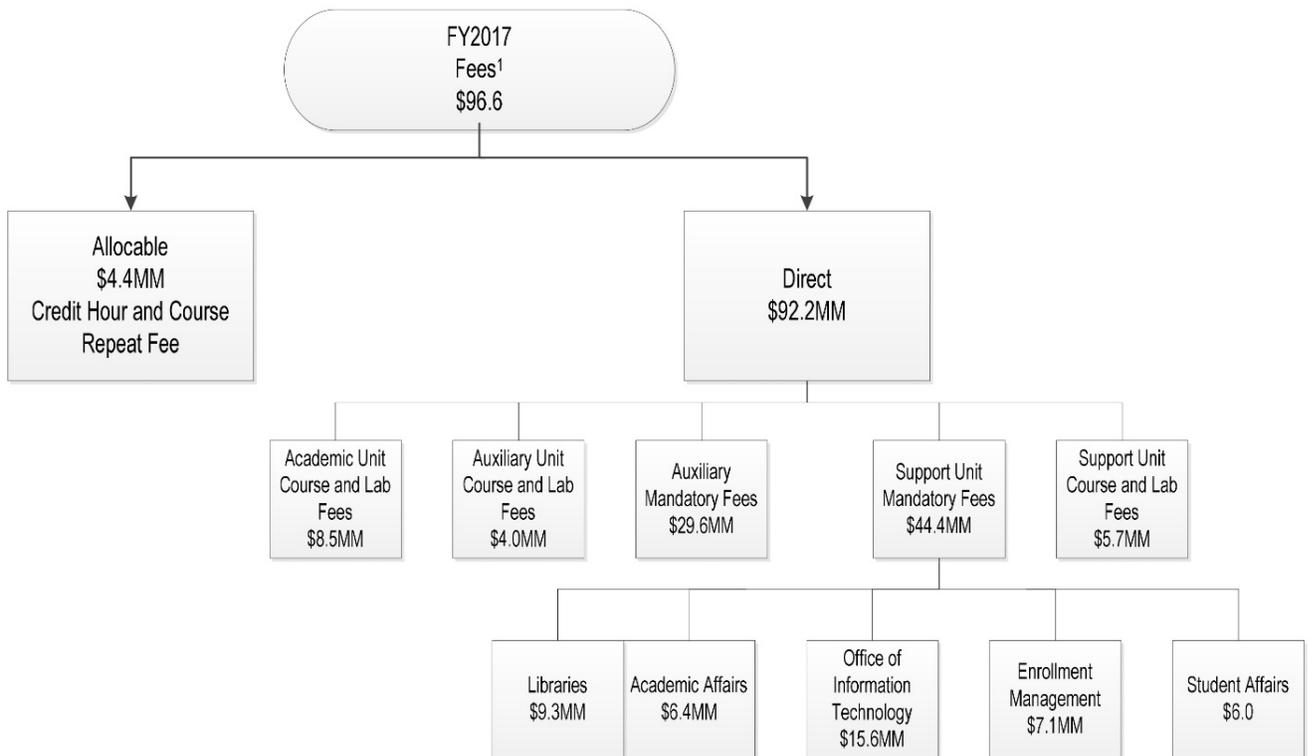 FY2017
Fees¹
$96.6
Allocable
$4.4MM
Credit Hour and Course
Repeat Fee
Direct
$92.2MM
Academic Unit
Course and Lab
Fees
$8.5MM
Auxiliary Unit
Course and Lab
Fees
$4.0MM
Auxiliary
Mandatory Fees
$29.6MM
Support Unit
Mandatory Fees
$44.4MM
Support Unit
Course and Lab
Fees
$5.7MM
Libraries
$9.3MM
Academic Affairs
$6.4MM
Office of
Information
Technology
$15.6MM
Enrollment
Management
$7.1MM
Student Affairs
$6.0